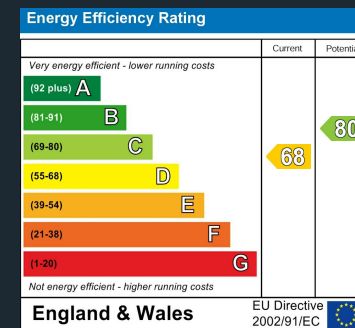 Energy Efficiency Rating
Current
Very energy efficient - lower running costs
(92 plus) A
(81-91) B
(69-80) C
(55-68) D
(39-54) E
(21-38) F
(1-20) G
68
80
Not energy efficient - higher running costs
England & Wales
EU Directive
2002/91/EC